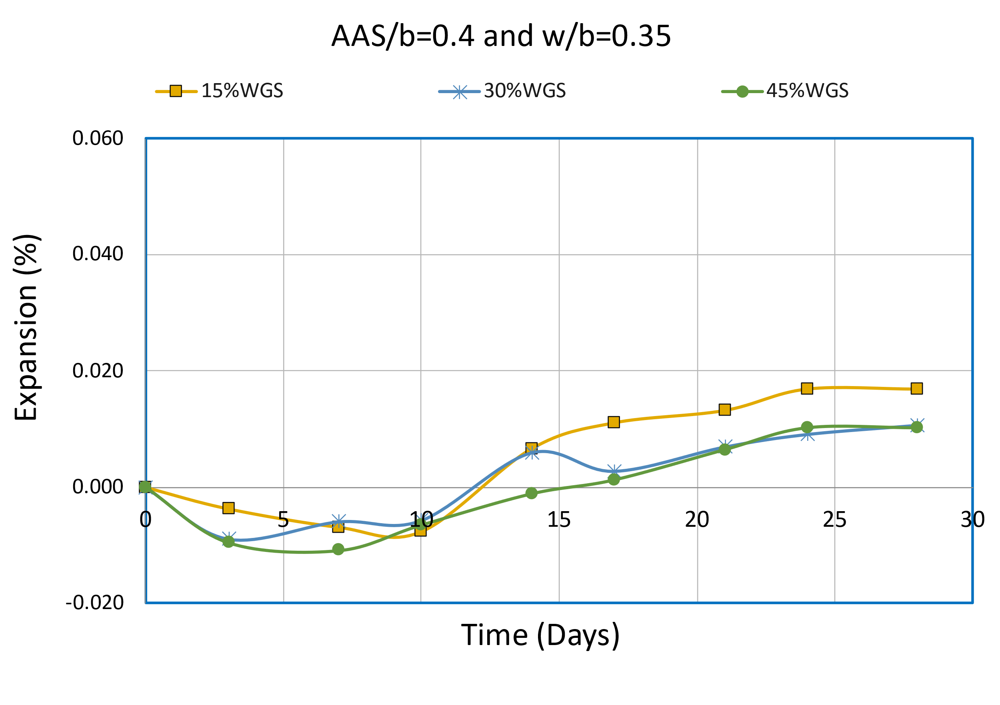 AAS/b=0.4 and w/b=0.35
15%WGS 30%WGS 45%WGS
0.060
0.040
0.020
0.000
-0.020
Expansion (%)
0 5 10 15 20 25 30
Time (Days)